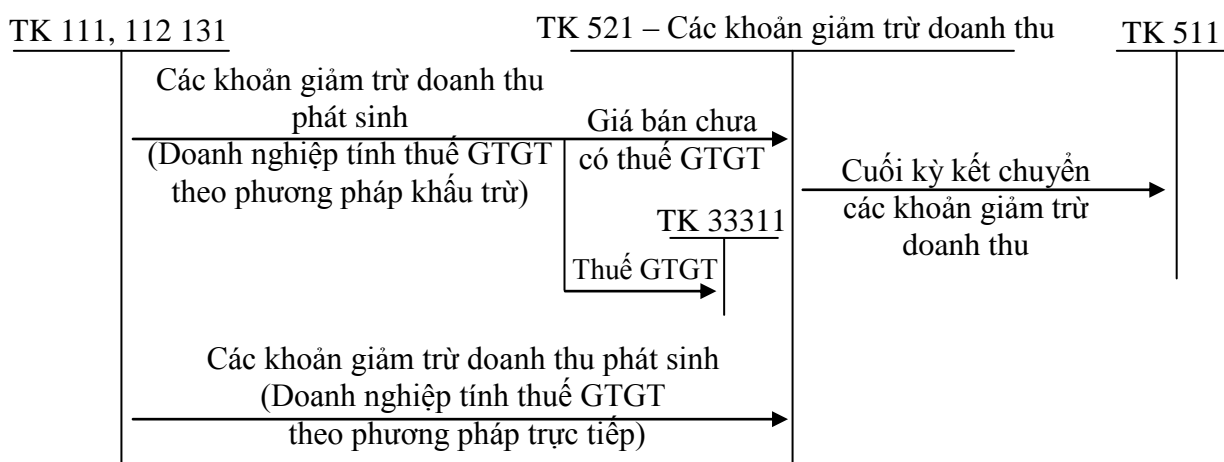 TK 111, 112 131
TK 521 – Các khoản giảm trừ doanh thu
TK 511
Các khoản giảm trừ doanh thu
phát sinh
(Doanh nghiệp tính thuế GTGT
theo phương pháp khấu trừ)
Giá bán chưa
có thuế GTGT
TK 33311
Thuế GTGT
Cuối kỳ kết chuyển
các khoản giảm trừ
doanh thu
Các khoản giảm trừ doanh thu phát sinh
(Doanh nghiệp tính thuế GTGT
theo phương pháp trực tiếp)